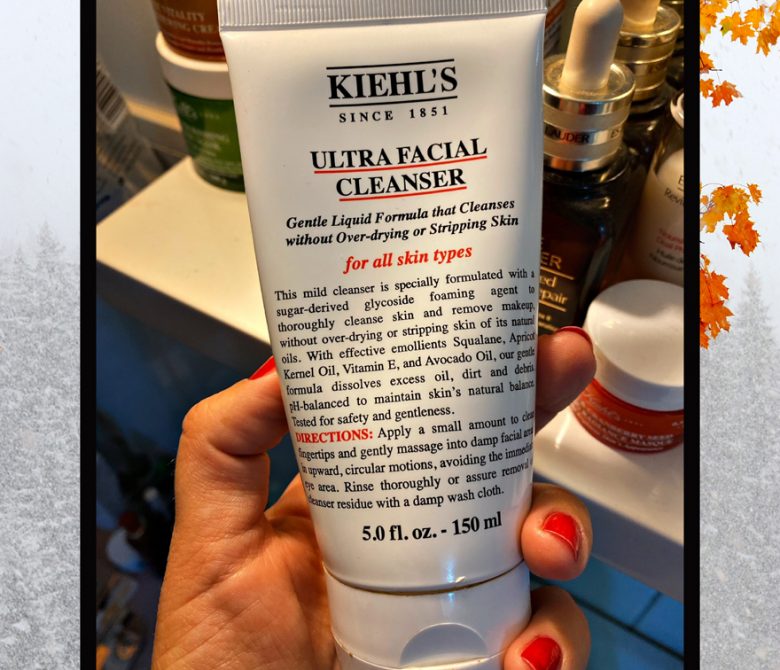 KIEHL'S
SINCE 1851
ULTRA FACIAL
CLEANSER
Gentle Liquid Formula that Cleanses
without Over-drying or Stripping Skin
for all skin types
This mild cleanser is specially formulated with a
sugar-derived glycoside foaming agent to
thoroughly cleanse skin and remove makeup,
without over-drying or stripping skin of its natural
oils. With effective emollients Squalane, Apricot
Kernel Oil, Vitamin E, and Avocado Oil, our gentle
formula dissolves excess oil, dirt and debris.
pH-balanced to maintain skin's natural balance.
Tested for safety and gentleness.
DIRECTIONS: Apply a small amount to clean
fingertips and gently massage into damp facial area
in upward, circular motions, avoiding the immediate
eye area. Rinse thoroughly or assure removal
cleanser residue with a damp wash cloth.
5.0 fl. oz. - 150 ml
VITALITY
LAUDER